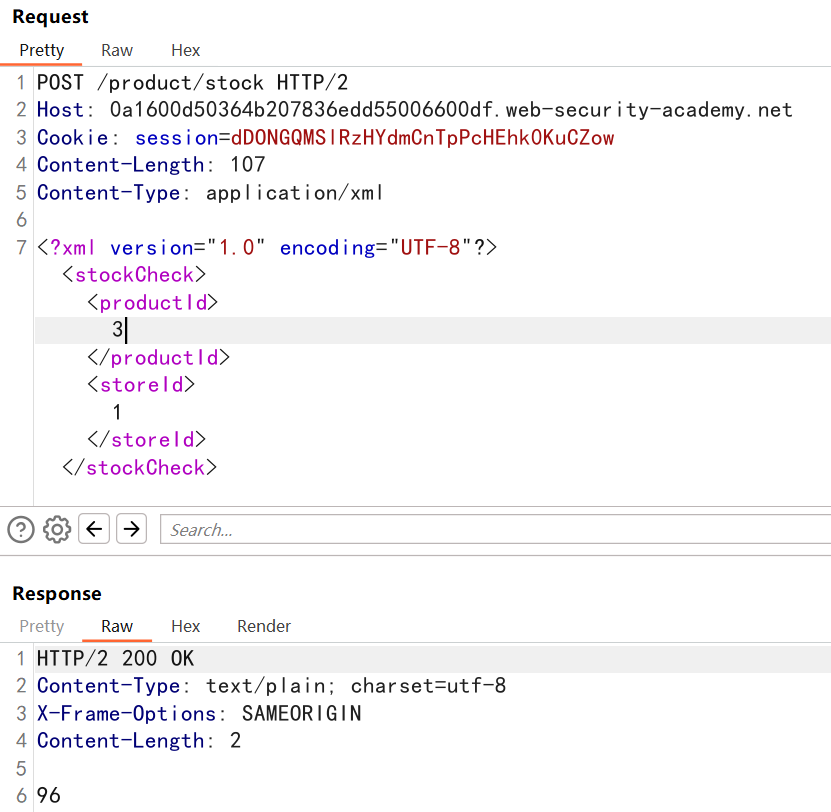 Request
Pretty Raw Hex
1 POST /product/stock HTTP/2
2 Host: 0a1600d50364b207836edd55006600df.web-security-academy.net
3 Cookie: session=dDONGQMSlRzHYdmCnTpPcHEhkOKuCZow
4 Content-Length: 107
5 Content-Type: application/xml
6
7 <?xml version="1.0" encoding="UTF-8"?>
<stockCheck>
<productId>
3
</productId>
<storeId>
1
</storeId>
</stockCheck>
Search...
Response
Pretty Raw Hex Render
1 HTTP/2 200 OK
2 Content-Type: text/plain; charset=utf-8
3 X-Frame-Options: SAMEORIGIN
4 Content-Length: 2
5
6 96